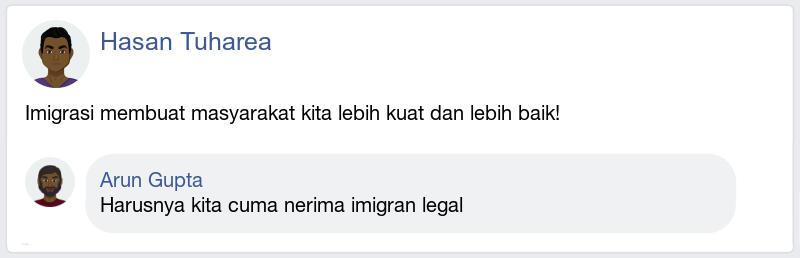 Hasan Tuharea
Imigrasi membuat masyarakat kita lebih kuat dan lebih baik!
Arun Gupta
Harusnya kita cuma nerima imigran legal